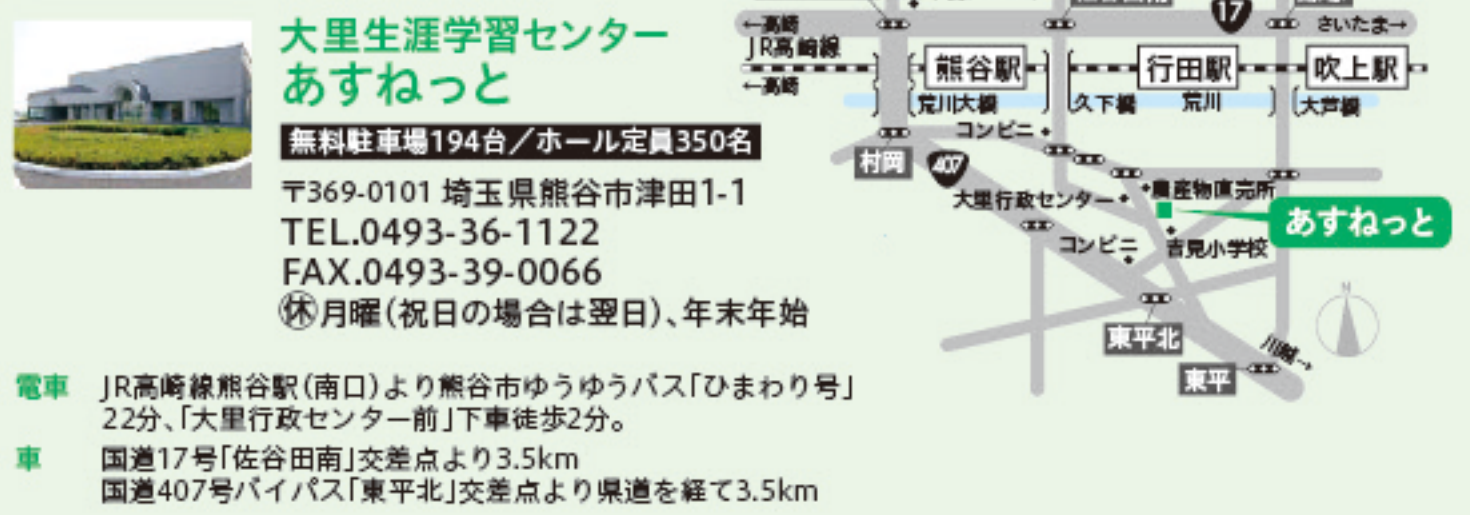 大里生涯学習センター
あすねっと
無料駐車場194台／ホール定員350名
〒369-0101 埼玉県熊谷市津田1-1
TEL.0493-36-1122
FAX.0493-39-0066
㊡月曜(祝日の場合は翌日)、年末年始
電車 JR高崎線熊谷駅(南口)より熊谷市ゆうゆうバス「ひまわり号」
22分、「大里行政センター前」下車徒歩2分。
車 国道17号「佐谷田南」交差点より3.5km
国道407号バイパス「東平北」交差点より県道を経て3.5km
17
←高崎
さいたま→
JR高崎線
熊谷駅
行田駅
吹上駅
←高崎
荒川大橋
久下橋
荒川
大芦橋
コンビニ
村岡
407
農産物直売所
大里行政センター
あすねっと
コンビニ
吉見小学校
N
東平北
川越→
東平